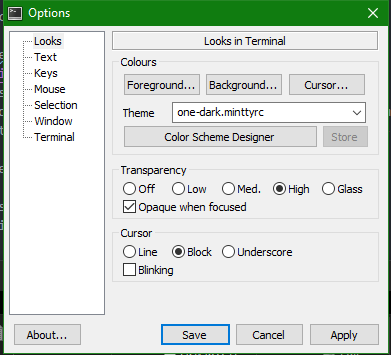 Options
Looks
Text
Keys
Mouse
Selection
Window
Terminal
Looks in Terminal
Colours
Foreground... Background... Cursor...
Theme one-dark.minttyrc
Color Scheme Designer Store
Transparency
Off Low Med. High Glass
Opaque when focused
Cursor
Line Block Underscore
Blinking
About... Save Cancel Apply